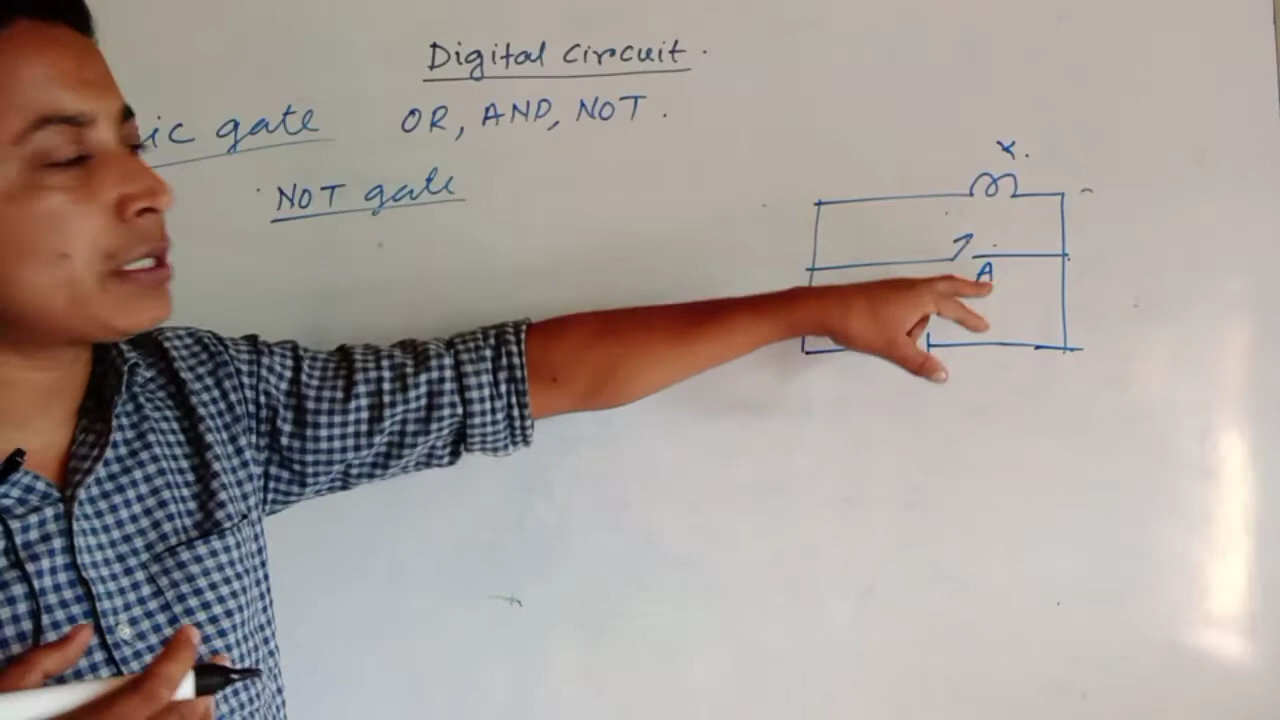 Digital Circuit.
ic gate OR, AND, NOT.
NOT gate
X.
A